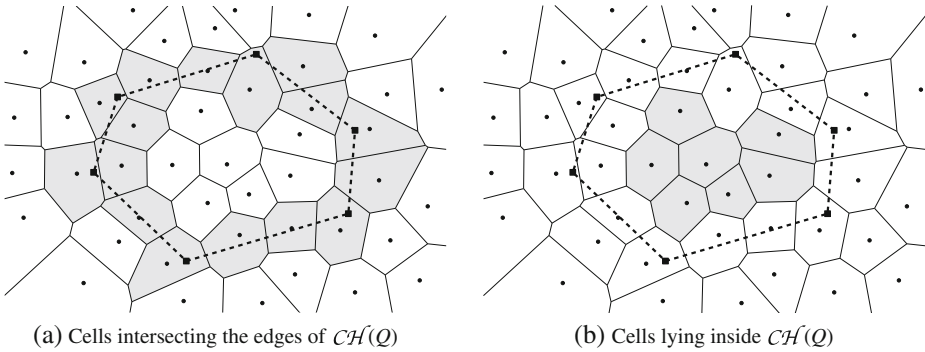 (a) Cells intersecting the edges of CH(Q)
(b) Cells lying inside CH(Q)